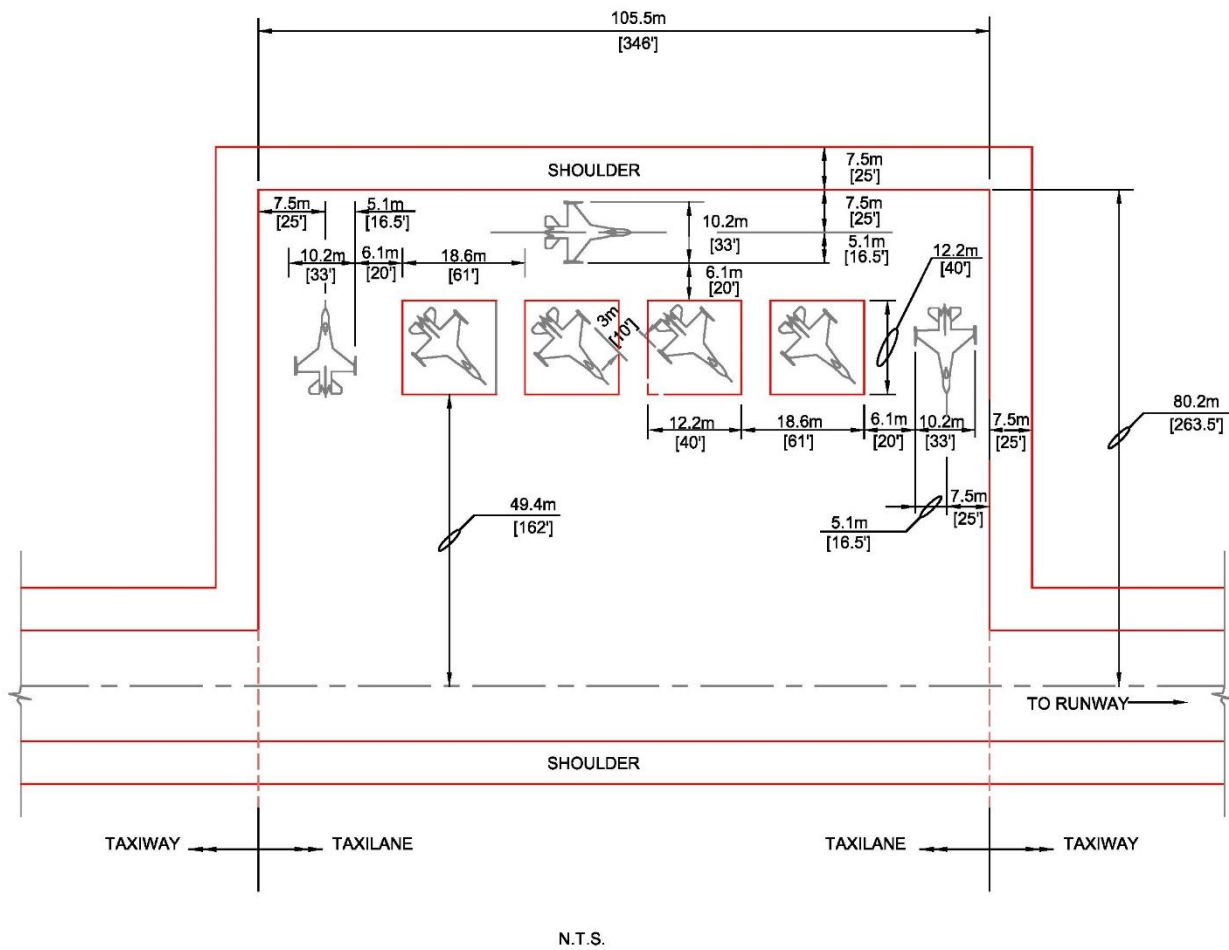 105.5m
[346']
SHOULDER
7.5m
[25']
7.5m
[25']
5.1m
[16.5']
10.2m
[33']
7.5m
[25']
5.1m
[16.5']
10.2m
[33']
6.1m
[20']
18.6m
[61']
6.1m
[20']
12.2m
[40']
3m
[10']
12.2m
[40']
18.6m
[61']
6.1m
[20']
10.2m
[33']
7.5m
[25']
80.2m
[263.5']
49.4m
[162']
5.1m
[16.5']
7.5m
[25']
TO RUNWAY
SHOULDER
TAXIWAY
TAXILANE
TAXILANE
TAXIWAY
N.T.S.